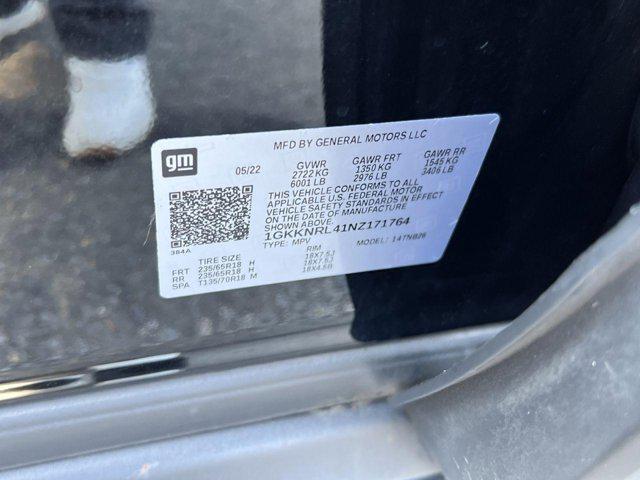 MFD BY GENERAL MOTORS LLC
gm
05/22
GVWR GAWR FRT GAWR RR
2722 KG 1350 KG 1545 KG
6001 LB 2976 LB 3406 LB
THIS VEHICLE CONFORMS TO ALL
APPLICABLE U.S. FEDERAL MOTOR
VEHICLE SAFETY STANDARDS IN EFFECT
ON THE DATE OF MANUFACTURE SHOWN ABOVE.
1GKKNRL41NZ171764
384A
TYPE: MPV MODEL: 14TNB26
TIRE SIZE RIM
FRT 235/65R18 H 18X7.5J
RR 235/65R18 H 18X7.5J
SPA T135/70R18 M 18X4.5B